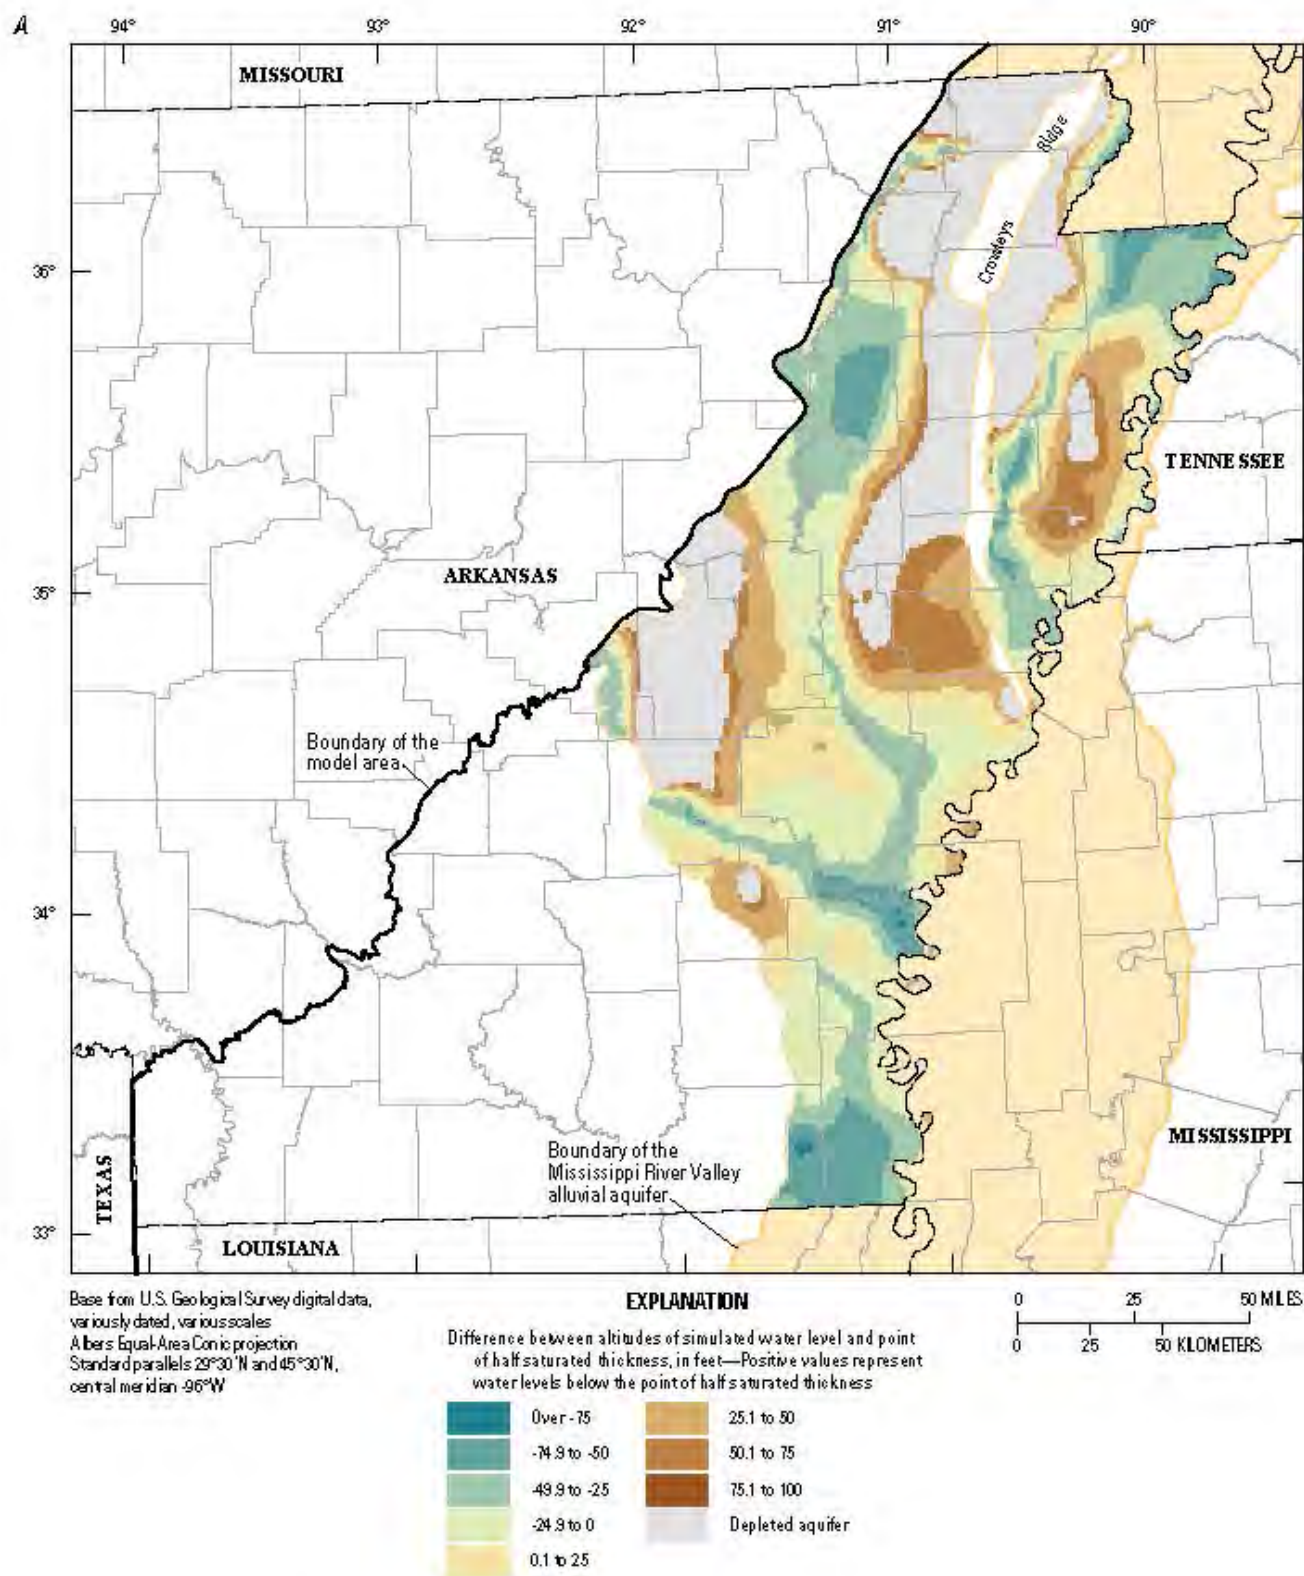 A
94° 93° 92° 91° 90°
MISSOURI
Ridge
Crowleys
36°
TENNESSEE
35°
ARKANSAS
Boundary of the
model area
34°
MISSISSIPPI
Boundary of the
Mississippi River Valley
alluvial aquifer
TEXAS
33°
LOUISIANA
Base from U.S. Geological Survey digital data,
variously dated, various scales
Albers Equal-Area Conic projection
Standard parallels 29°30'N and 45°30'N,
central meridian -96°W
EXPLANATION
Difference between altitudes of simulated water level and point
of half saturated thickness, in feet—Positive values represent
water levels below the point of half saturated thickness
Over -75
-74.9 to -50
-49.9 to -25
-24.9 to 0
0.1 to 25
25.1 to 50
50.1 to 75
75.1 to 100
Depleted aquifer
0 25 50 MILES
0 25 50 KILOMETERS